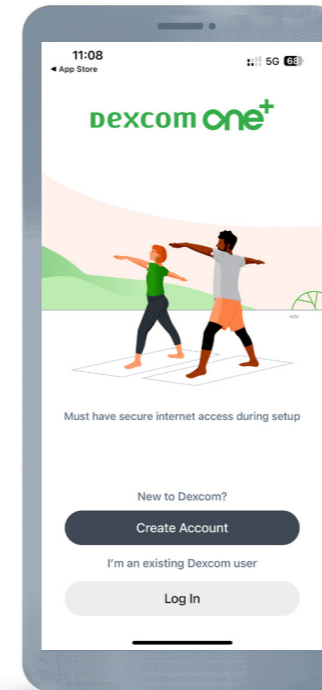 11:08
5G 68
◄ App Store
Dexcom one+
Must have secure internet access during setup
New to Dexcom?
Create Account
I'm an existing Dexcom user
Log In